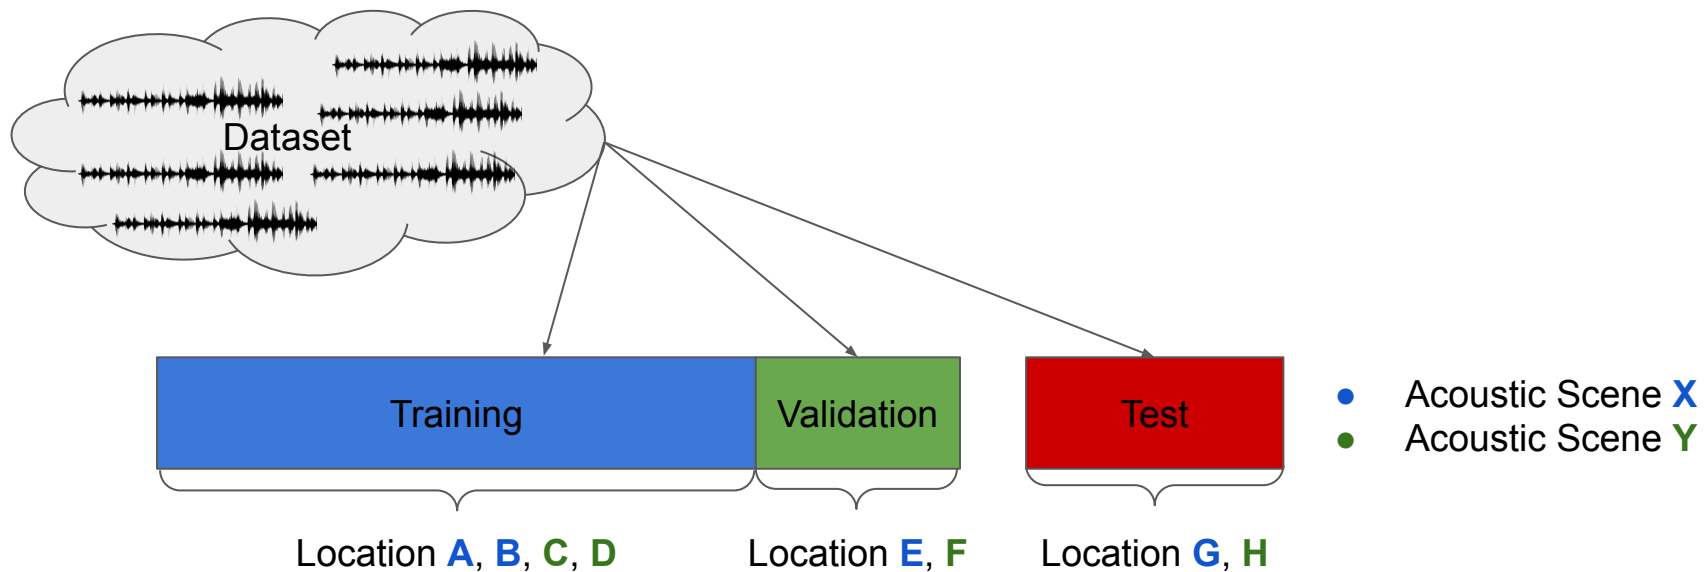 Dataset
Training
Validation
Test
Acoustic Scene X
Acoustic Scene Y
Location A, B, C, D
Location E, F
Location G, H